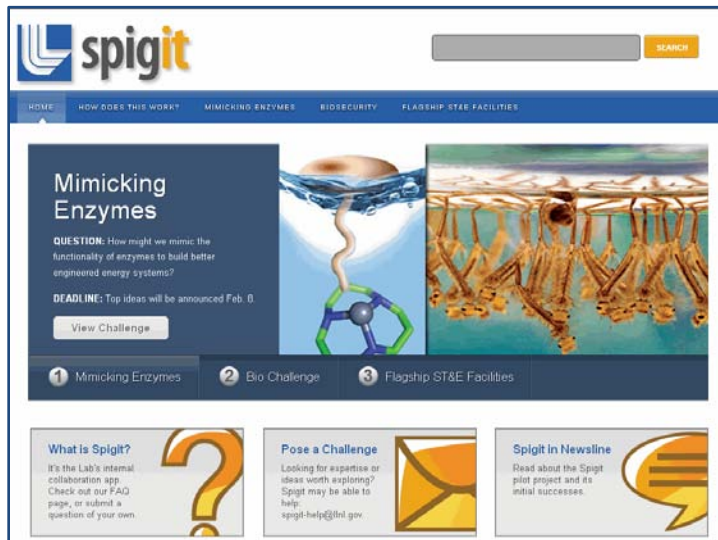 spigit
SEARCH
HOME HOW DOES THIS WORK? MIMICKING ENZYMES BIOSECURITY FLAGSHIP ST&E FACILITIES
Mimicking
Enzymes
QUESTION: How might we mimic the
functionality of enzymes to build better
engineered energy systems?
DEADLINE: Top ideas will be announced Feb. 6.
View Challenge
1 Mimicking Enzymes 2 Bio Challenge 3 Flagship ST&E Facilities
What is Spigit?
It's the Lab's internal
collaboration app.
Check out our FAQ
page, or submit a
question of your own.
Pose a Challenge
Looking for expertise or
ideas worth exploring?
Spigit may be able to
help:
spigit-help@llnl.gov.
Spigit in Newsline
Read about the Spigit
pilot project and its
initial successes.